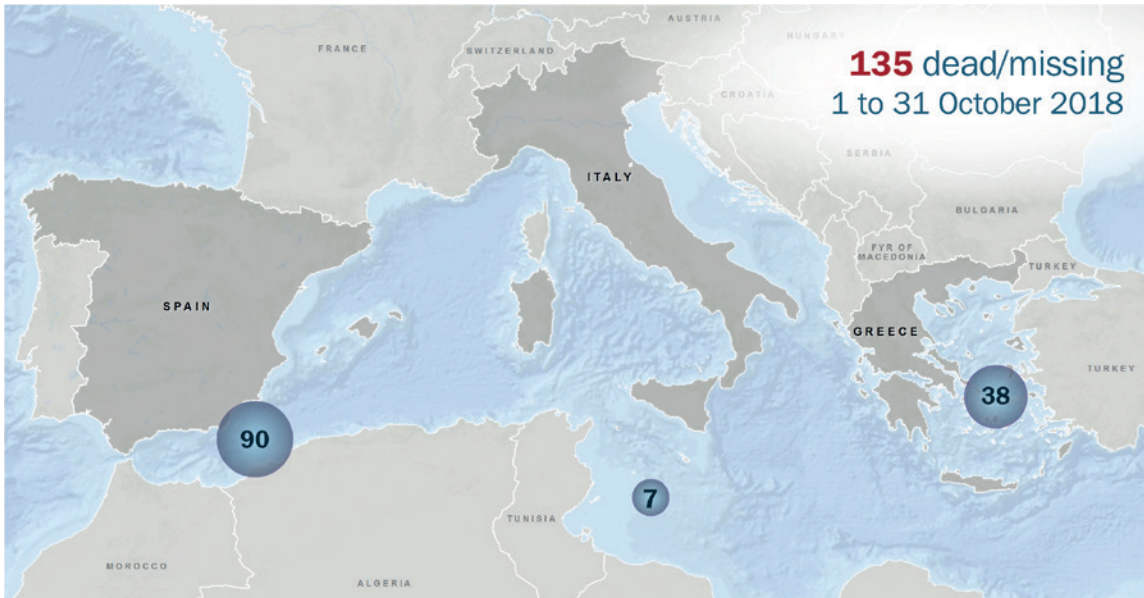 AUSTRIA
HUNGARY
FRANCE
SWITZERLAND
135 dead/missing
1 to 31 October 2018
CROATIA
SERBIA
ITALY
BULGARIA
FYR OF
MACEDONIA
TURKEY
SPAIN
GREECE
TURKEY
38
90
7
TUNISIA
MOROCCO
ALGERIA